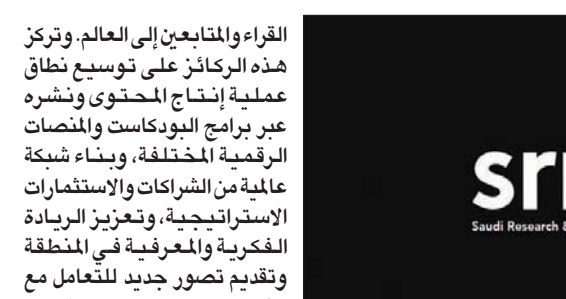 القراء والمتابعين إلى العالم. وتركز
هذه الركائز على توسيع نطاق
عملية إنتاج المحتوى ونشره
عبر برامج البودكاست والمنصات
الرقمية المختلفة، وبناء شبكة
عالمية من الشراكات والاستثمارات
الاستراتيجية، وتعزيز الريادة
الفكرية والمعرفية في المنطقة
وتقديم تصور جديد للتعامل مع
Saudi Research &